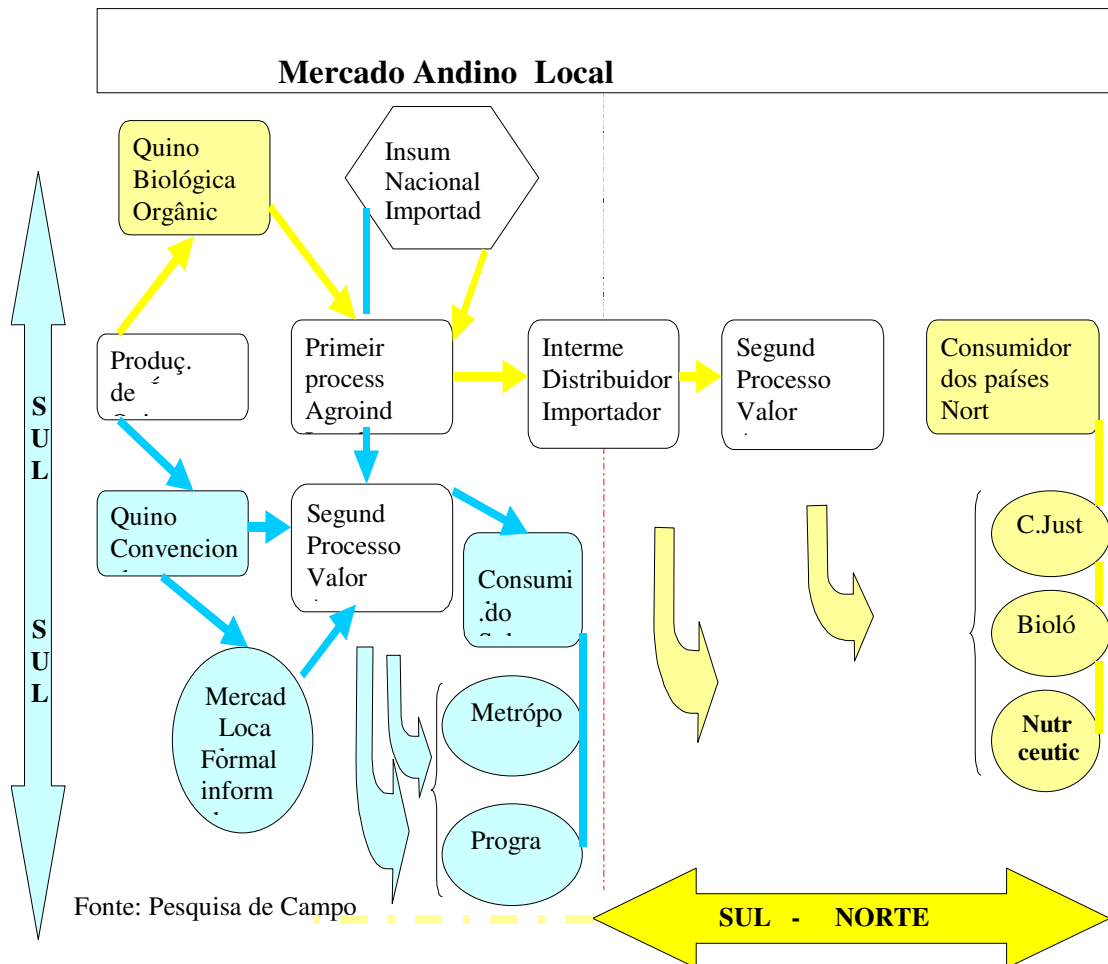 Mercado Andino Local
Quino
Biológica
Orgânic
Insum
Nacional
Importad
Produç.
de
Primeir
process
Agroind
Interme
Distribuidor
Importador
Segund
Processo
Valor
Consumidor
dos países
Nort
S
U
L
S
U
L
Quino
Convencion
Segund
Processo
Valor
Consumi
.do
C.Just
Bioló
Nutr
ceutic
Mercad
Loca
Formal
inform
Metrópo
Progra
Fonte: Pesquisa de Campo
SUL - NORTE